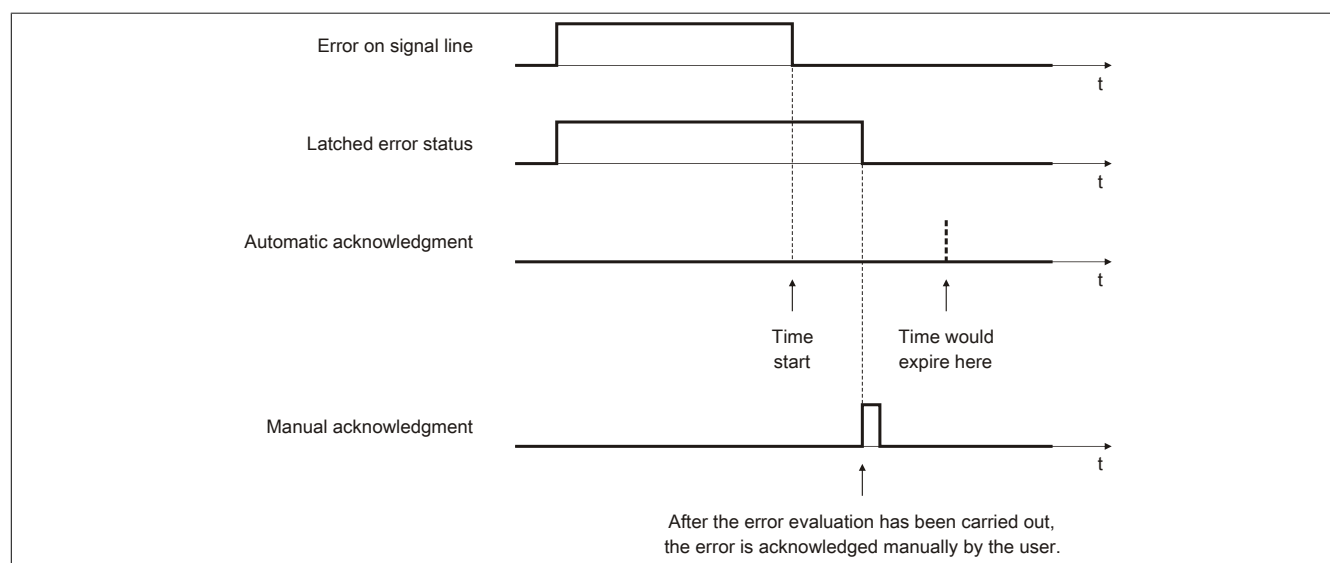 Error on signal line
t
Latched error status
t
Automatic acknowledgment
t
Time
start
Time would
expire here
Manual acknowledgment
t
After the error evaluation has been carried out,
the error is acknowledged manually by the user.